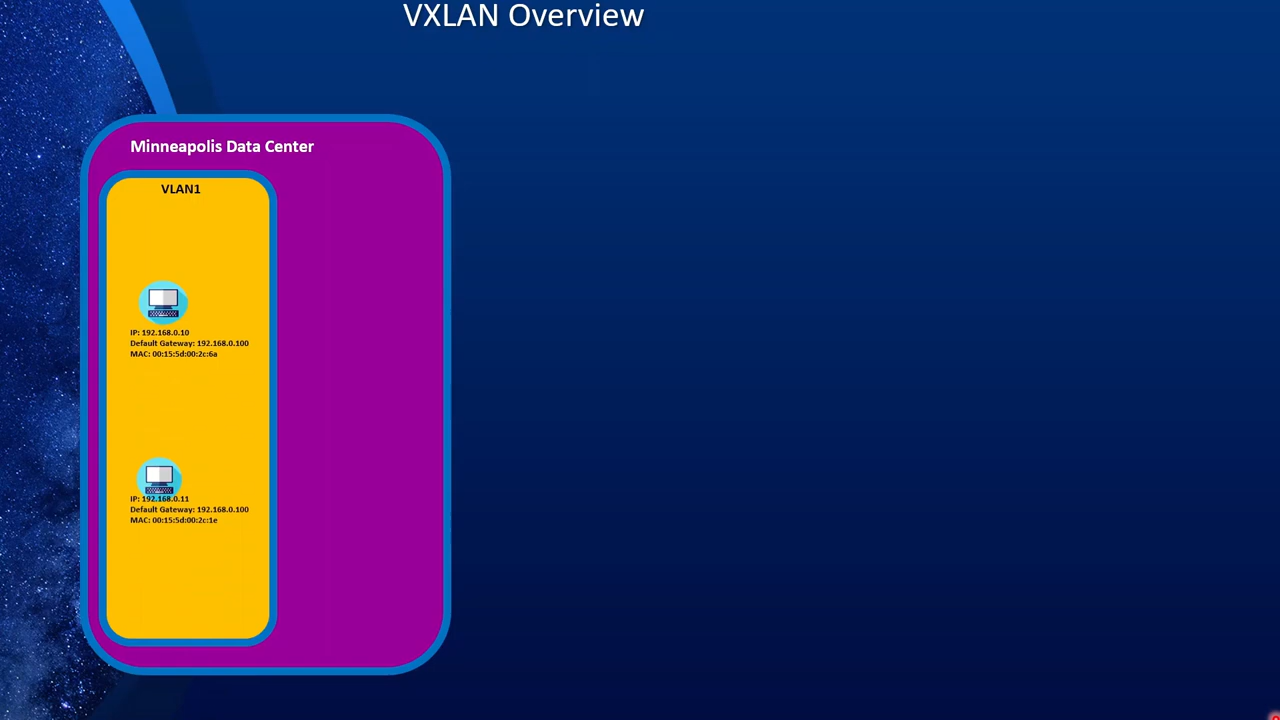 VXLAN Overview
Minneapolis Data Center
VLAN1
IP: 192.168.0.10
Default Gateway: 192.168.0.100
MAC: 00:15:5d:00:2c:6a
IP: 192.168.0.11
Default Gateway: 192.168.0.100
MAC: 00:15:5d:00:2c:1e